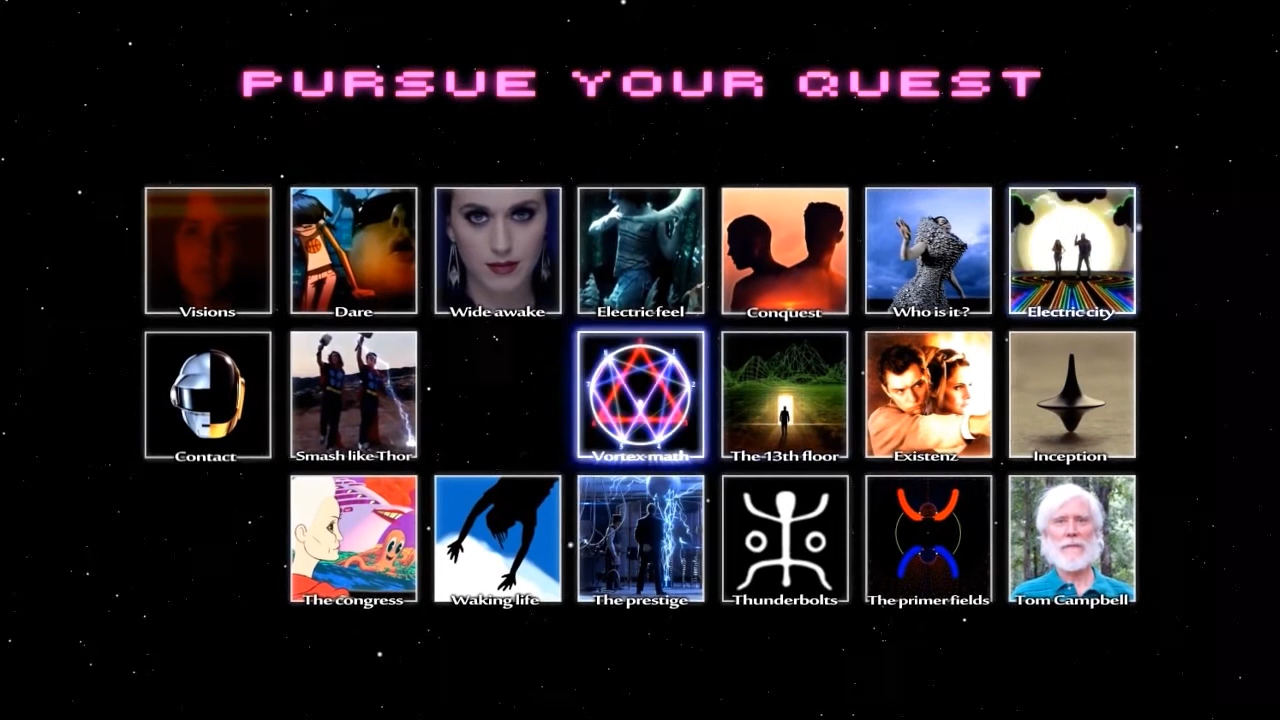 PURSUE YOUR QUEST
Visions
Dare
Wide awake
Electric feel
Conquest
Who is it ?
Electric city
Contact
Smash like Thor
Vortex math
The 13th floor
Existenz
Inception
The congress
Waking life
The prestige
Thunderbolts
The primer fields
Tom Campbell